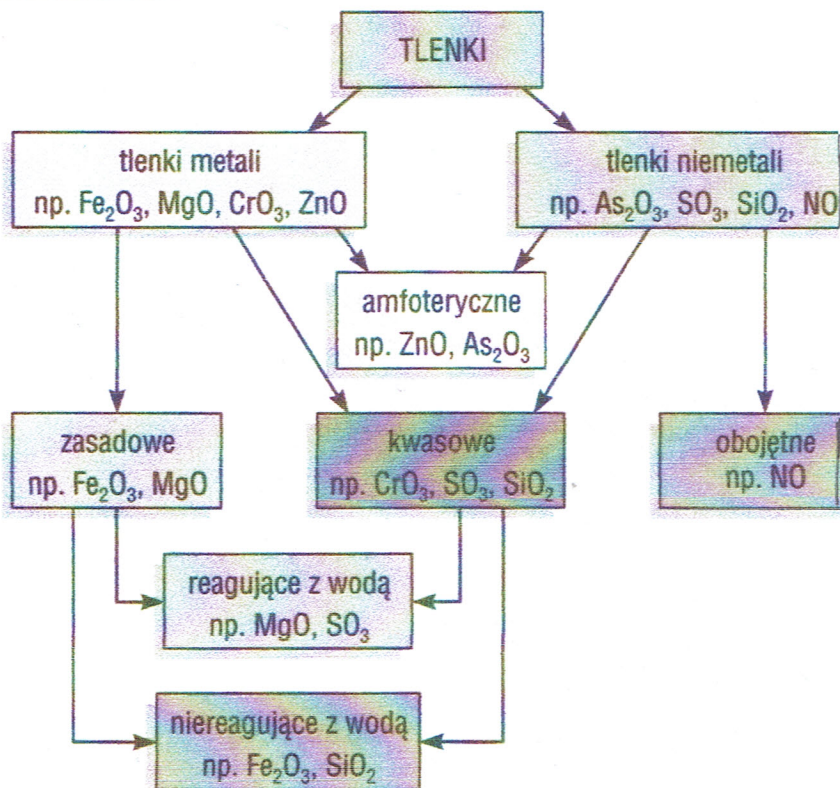 TLENKI
tlenki metali
np. Fe₂O₃, MgO, CrO₃, ZnO
tlenki niemetali
np. As₂O₃, SO₃, SiO₂, NO
amfoteryczne
np. ZnO, As₂O₃
zasadowe
np. Fe₂O₃, MgO
kwasowe
np. CrO₃, SO₃, SiO₂
obojętne
np. NO
reagujące z wodą
np. MgO, SO₃
niereagujące z wodą
np. Fe₂O₃, SiO₂